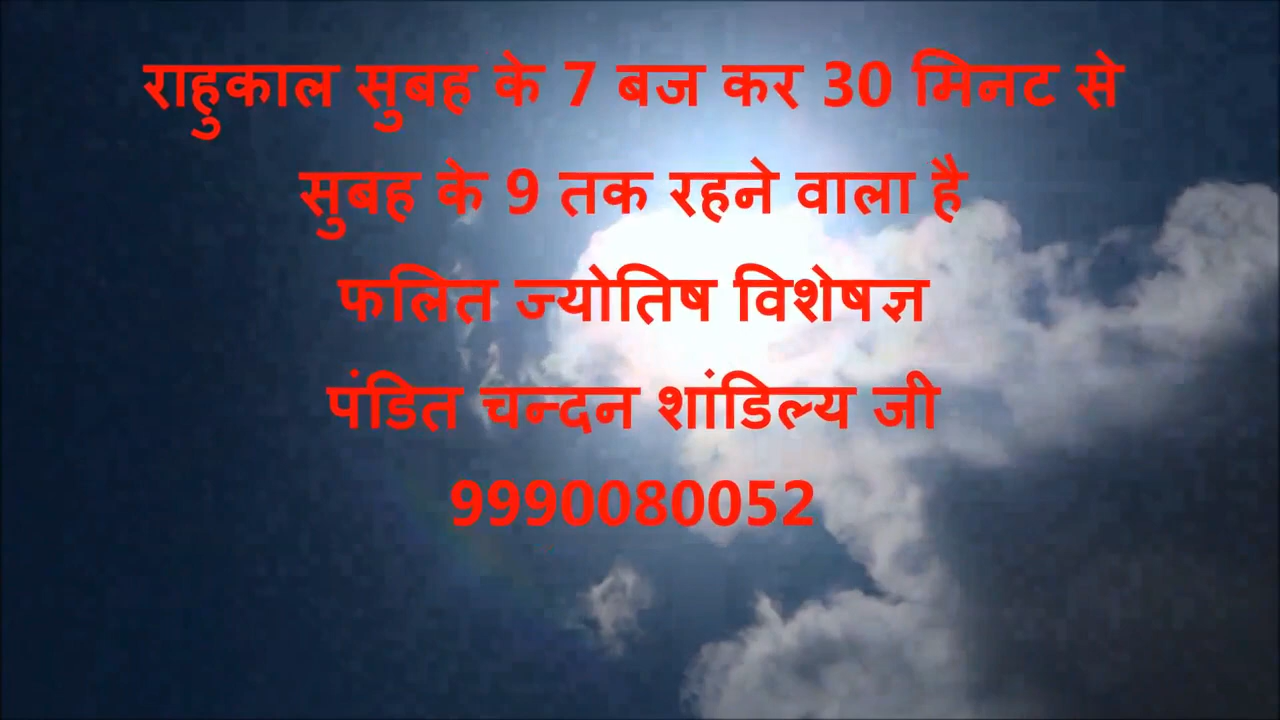 राहुकाल सुबह के 7 बज कर 30 मिनट से
सुबह के 9 तक रहने वाला है
फलित ज्योतिष विशेषज्ञ
पंडित चन्दन शांडिल्य जी
9990080052